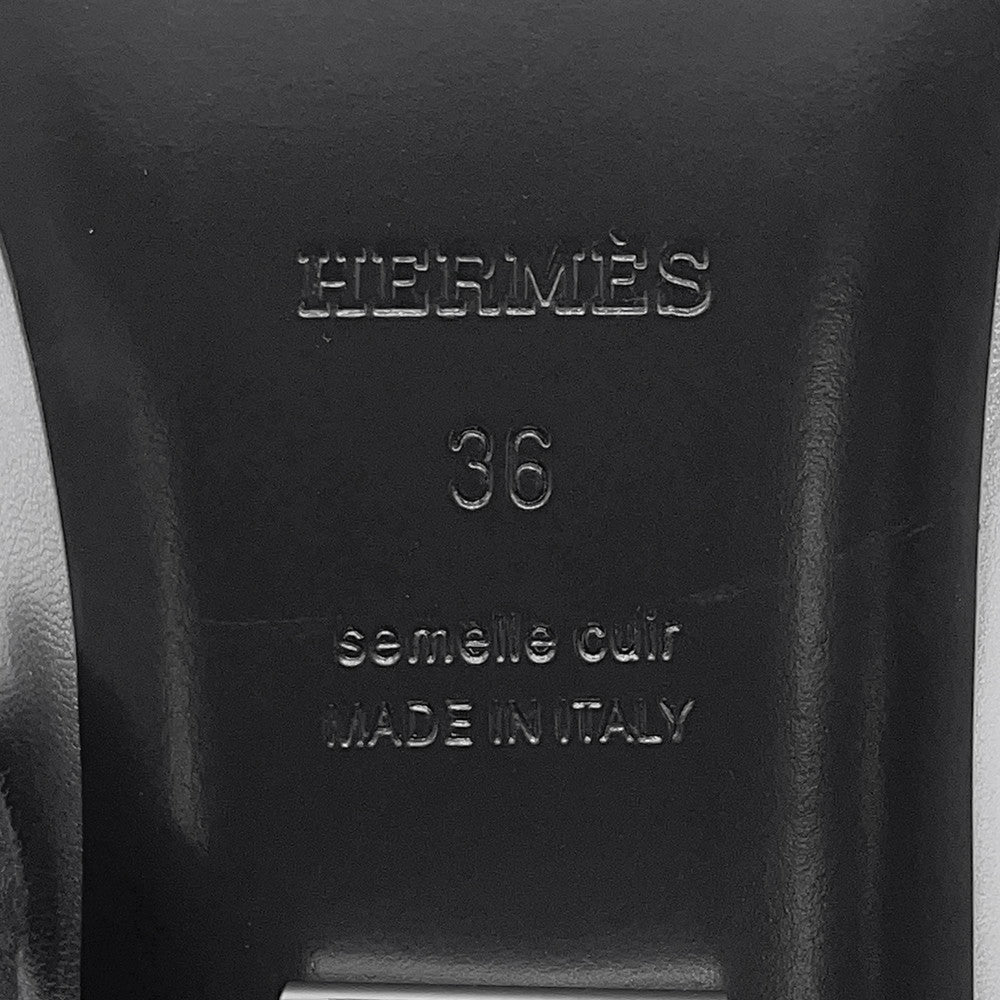 HERMÈS
36
semelle cuir
MADE IN ITALY